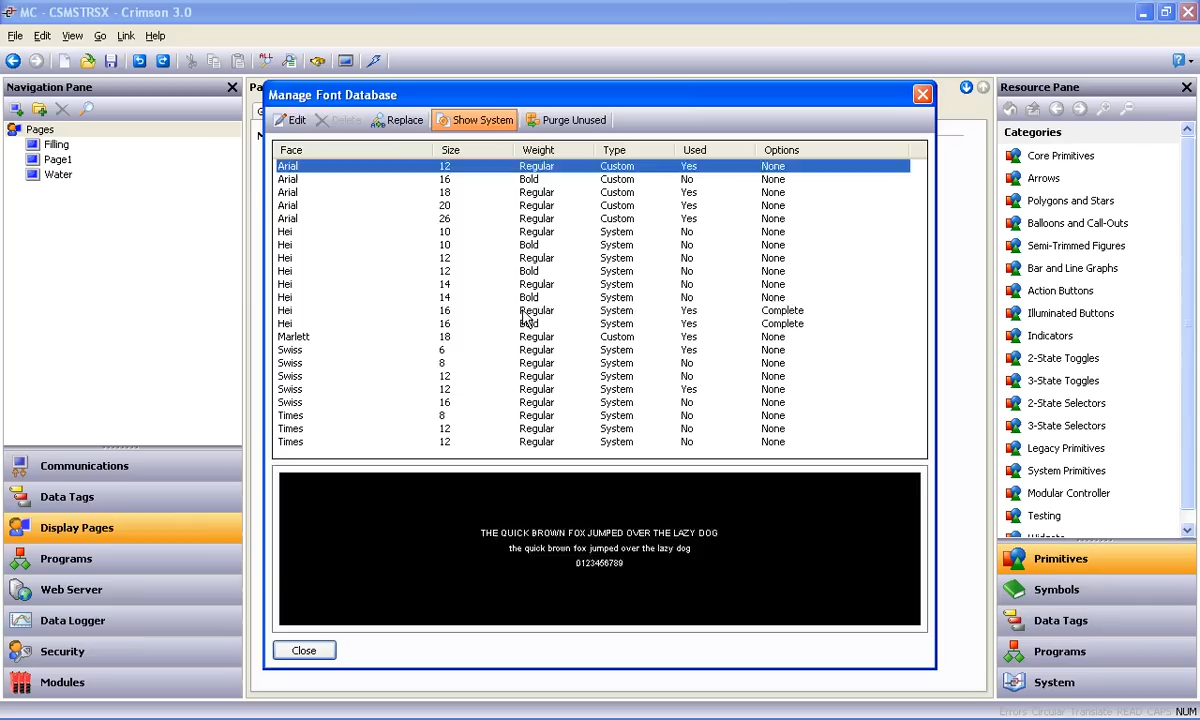 MC - CSMSTRSX - Crimson 3.0
File Edit View Go Link Help
Navigation Pane
Pages
Filling
Page1
Water
Communications
Data Tags
Display Pages
Programs
Web Server
Data Logger
Security
Modules
Manage Font Database
Edit Delete Replace Show System Purge Unused
Face Size Weight Type Used Options
Arial 12 Regular Custom Yes None
Arial 16 Bold Custom No None
Arial 18 Regular Custom Yes None
Arial 20 Regular Custom Yes None
Arial 26 Regular Custom Yes None
Hei 10 Regular System No None
Hei 10 Bold System No None
Hei 12 Regular System No None
Hei 12 Bold System No None
Hei 14 Regular System No None
Hei 14 Bold System No None
Hei 16 Regular System Yes Complete
Hei 16 Bold System Yes Complete
Marlett 18 Regular Custom Yes None
Swiss 6 Regular System Yes None
Swiss 8 Regular System No None
Swiss 12 Regular System No None
Swiss 12 Regular System Yes None
Swiss 16 Regular System No None
Times 8 Regular System No None
Times 12 Regular System No None
Times 12 Regular System No None
THE QUICK BROWN FOX JUMPED OVER THE LAZY DOG
the quick brown fox jumped over the lazy dog
0123456789
Close
Resource Pane
Categories
Core Primitives
Arrows
Polygons and Stars
Balloons and Call-Outs
Semi-Trimmed Figures
Bar and Line Graphs
Action Buttons
Illuminated Buttons
Indicators
2-State Toggles
3-State Toggles
2-State Selectors
3-State Selectors
Legacy Primitives
System Primitives
Modular Controller
Testing
Primitives
Symbols
Data Tags
Programs
System
Errors Circular Translate READ CAPS NUM